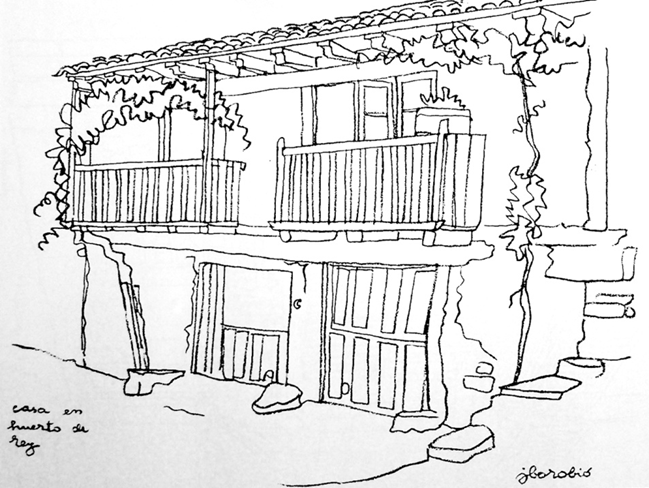 casa en
huerto de
rey
jborobió